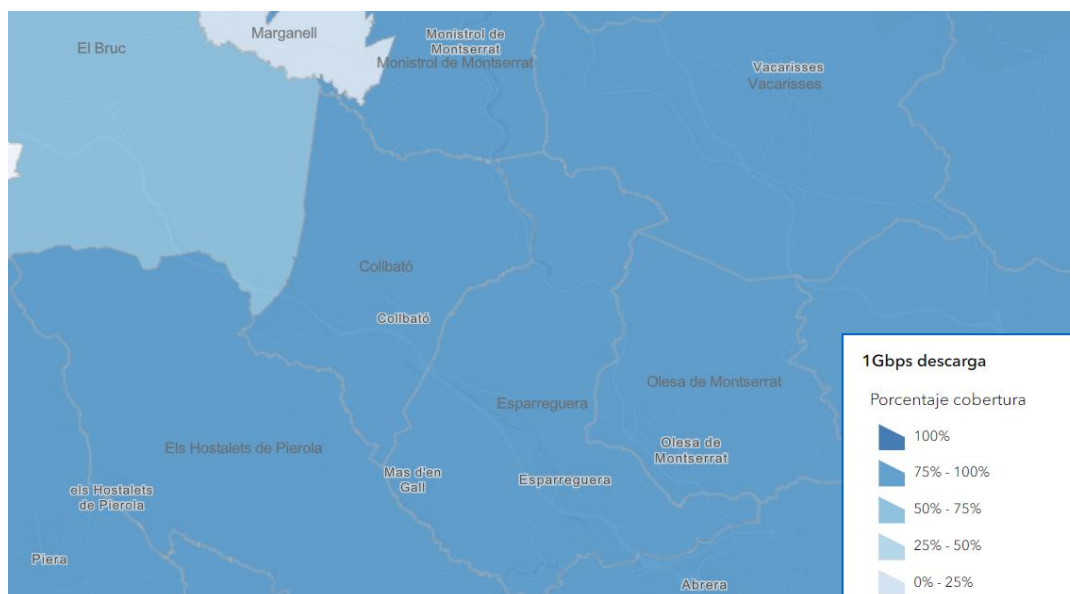 El Bruc
Marganell
Monistrol de
Montserrat
Monistrol de Montserrat
Vacarisses
Vacarisses
Collbató
Collbató
Olesa de Montserrat
Esparreguera
Els Hostalets de Pierola
Olesa de
Montserrat
Mas d'en
Gall
Esparreguera
els Hostalets
de Pierola
Piera
Abrera
1Gbps descarga
Porcentaje cobertura
100%
75% - 100%
50% - 75%
25% - 50%
0% - 25%